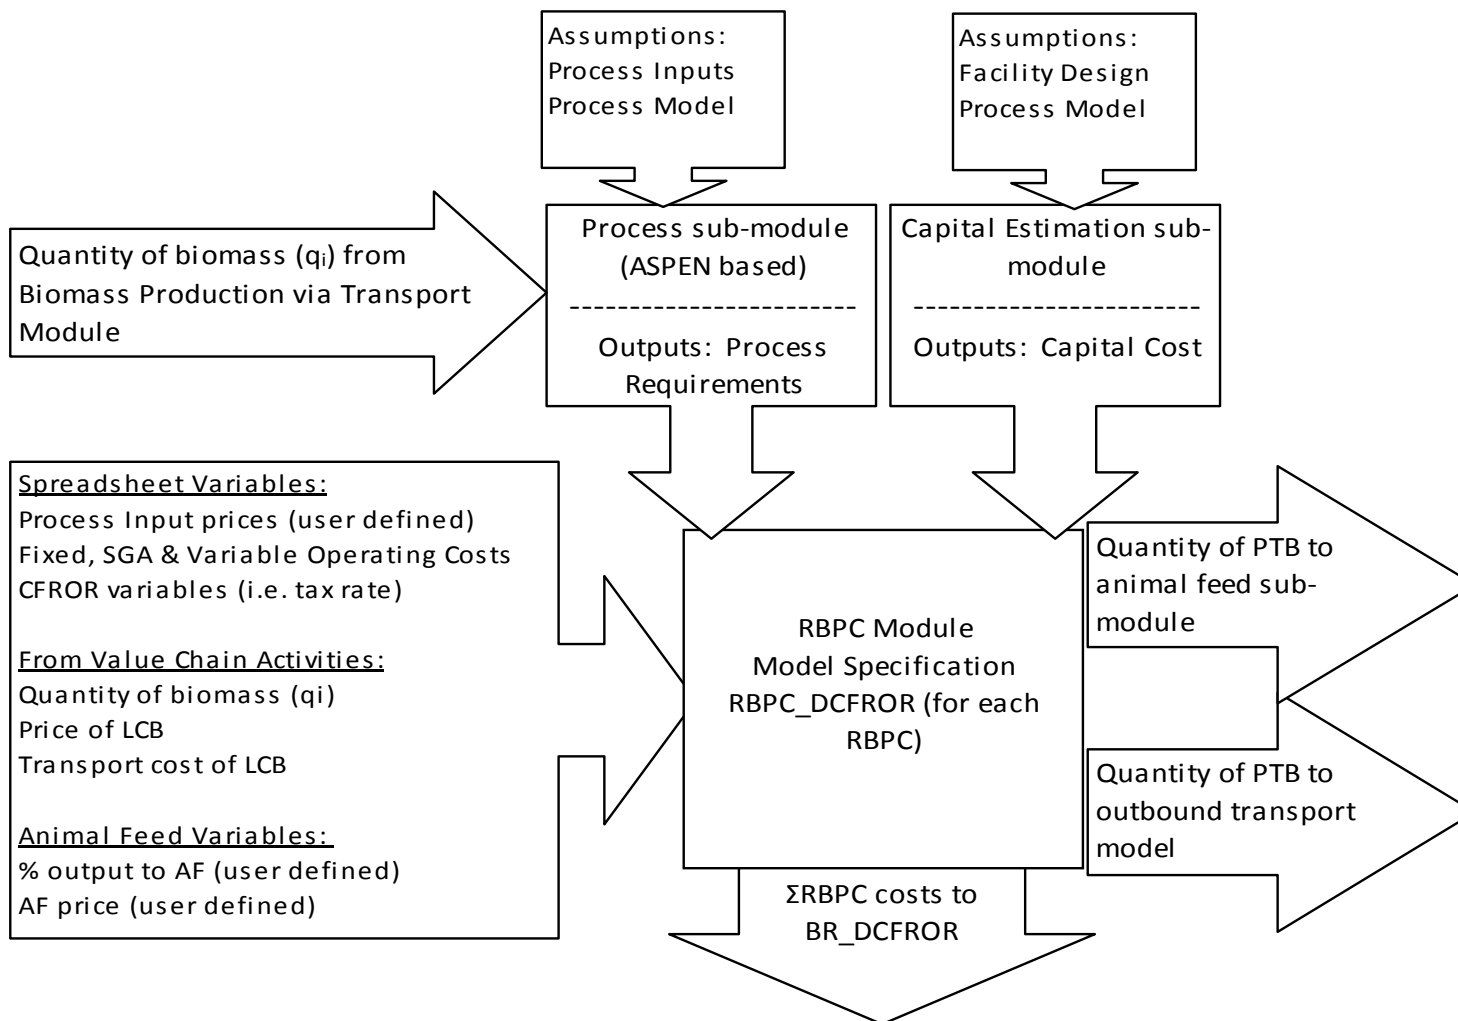 Assumptions:
Process Inputs
Process Model
Assumptions:
Facility Design
Process Model
Quantity of biomass (qi) from
Biomass Production via Transport
Module
Process sub-module
(ASPEN based)
------------------------
Outputs: Process
Requirements
Capital Estimation sub-
module
------------------------
Outputs: Capital Cost
Spreadsheet Variables:
Process Input prices (user defined)
Fixed, SGA & Variable Operating Costs
CFROR variables (i.e. tax rate)
From Value Chain Activities:
Quantity of biomass (qi)
Price of LCB
Transport cost of LCB
Animal Feed Variables:
% output to AF (user defined)
AF price (user defined)
RBPC Module
Model Specification
RBPC_DCFROR (for each
RBPC)
Quantity of PTB to
animal feed sub-
module
Quantity of PTB to
outbound transport
model
ΣRBPC costs to
BR_DCFROR